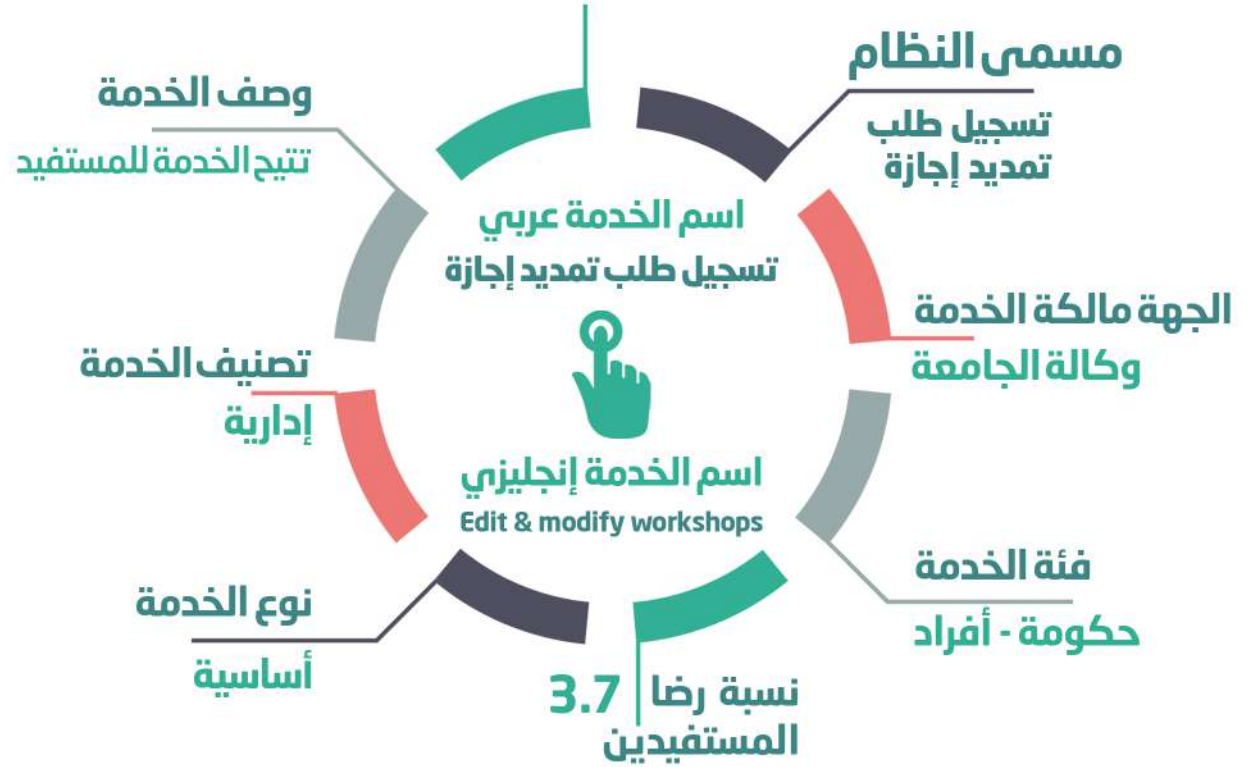 مسمى النظام
تسجيل طلب
تمديد إجازة
الجهة مالكة الخدمة
وكالة الجامعة
فئة الخدمة
حكومة - أفراد
نسبة رضا
المستفيدين
3.7
نوع الخدمة
أساسية
تصنيف الخدمة
إدارية
وصف الخدمة
تتيح الخدمة للمستفيد
اسم الخدمة عربي
تسجيل طلب تمديد إجازة
اسم الخدمة إنجليزي
Edit & modify workshops